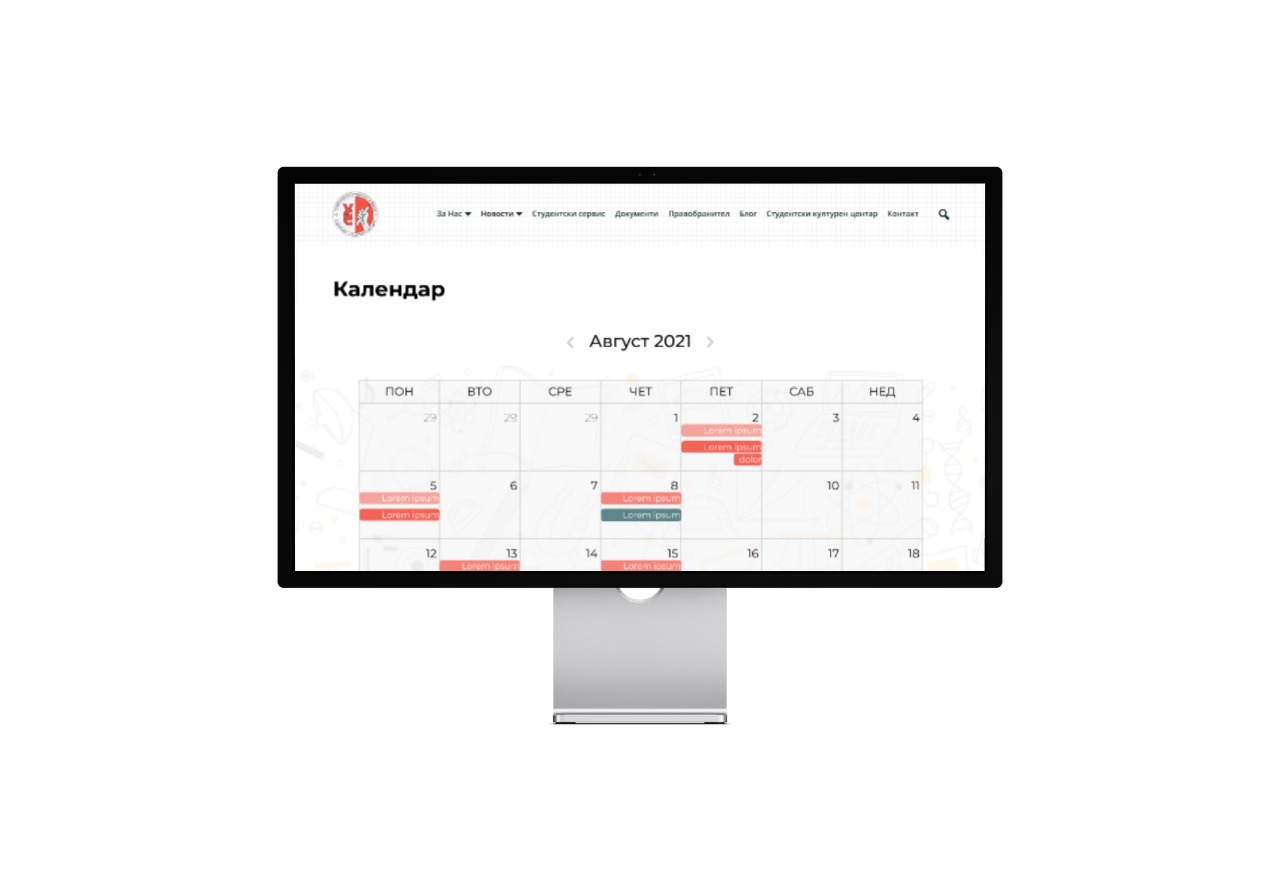 За Нас Новости Студентски сервис Документи Правобранител Блог Студентски културен центар Контакт
Календар
Август 2021
ПОН ВТО СРЕ ЧЕТ ПЕТ САБ НЕД
29 29 29 1 2 3 4
Lorem ipsum
Lorem ipsum
dolor
5 6 7 8 10 11
Lorem ipsum Lorem ipsum
Lorem ipsum Lorem ipsum
12 13 14 15 16 17 18
Lorem ipsum Lorem ipsum